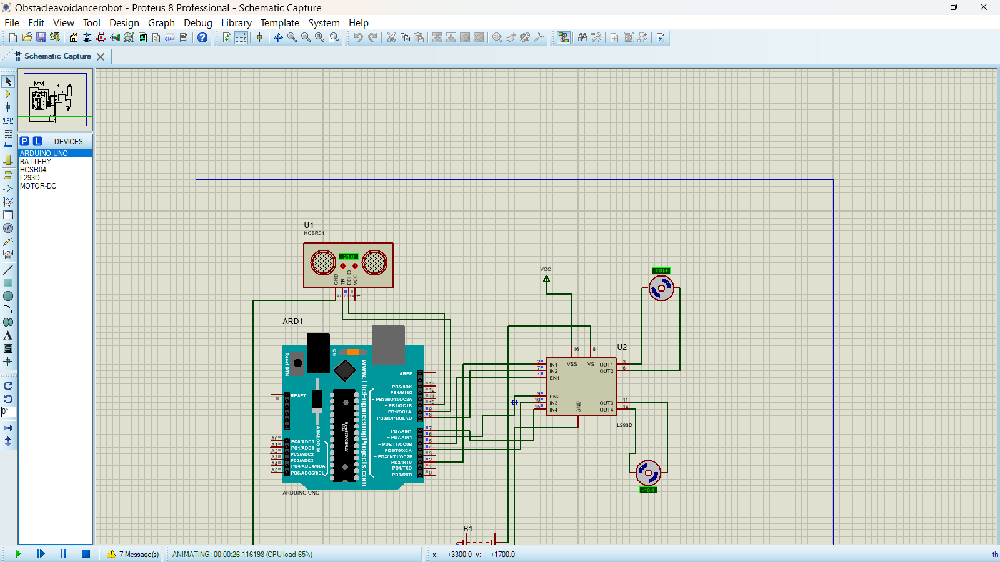 Obstacleavoidancerobot - Proteus 8 Professional - Schematic Capture
File Edit View Tool Design Graph Debug Library Template System Help
Schematic Capture
LBL
P L DEVICES
ARDUINO UNO
BATTERY
HCSR04
L293D
MOTOR-DC
0°
U1
HCSR04
21.0
GND TR ECHO VCC
5 3 2 1
ARD1
ON
Reset BTN
www.TheEngineeringProjects.com
ANALOG IN
RESET
AREF
PB5/SCK 13
PB4/MISO 12
~ PB3/MOSI/OC2A 11
~ PB2/OC1B 10
~ PB1/OC1A 9
PB0/ICP1/CLKO 8
PD7/AIN1 7
~ PD7/AIN1 6
~ PD5/T1/OC0B 5
PD4/T0/XCK 4
~ PD3/INT1/OC2B 3
PD2/INT0 2
PD1/TXD 1
PD0/RXD 0
A0 PC0/ADC0
A1 PC1/ADC1
A2 PC2/ADC2
A3 PC3/ADC3
A4 PC4/ADC4/SDA
A5 PC5/ADC5/SCL
ARDUINO UNO
VCC
U2
16 8
VSS VS
2 IN1 OUT1 3
7 IN2 OUT2 6
1 EN1
9 EN2
10 IN3 OUT3 11
15 IN4 OUT4 14
GND
L293D
+10.4
-10.4
B1
7 Message(s)
ANIMATING: 00:00:26.116198 (CPU load 65%)
x: +3300.0 y: +1700.0
th